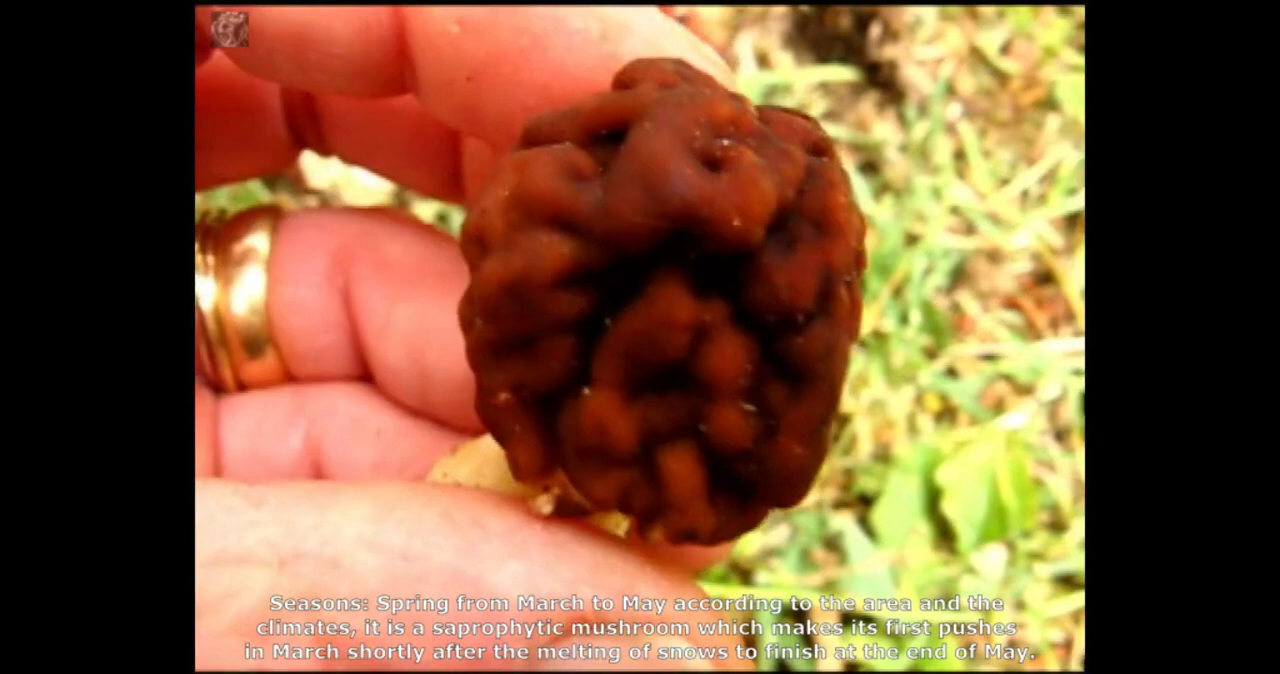 Seasons: Spring from March to May according to the area and the
climates, it is a saprophytic mushroom which makes its first pushes
in March shortly after the melting of snows to finish at the end of May.